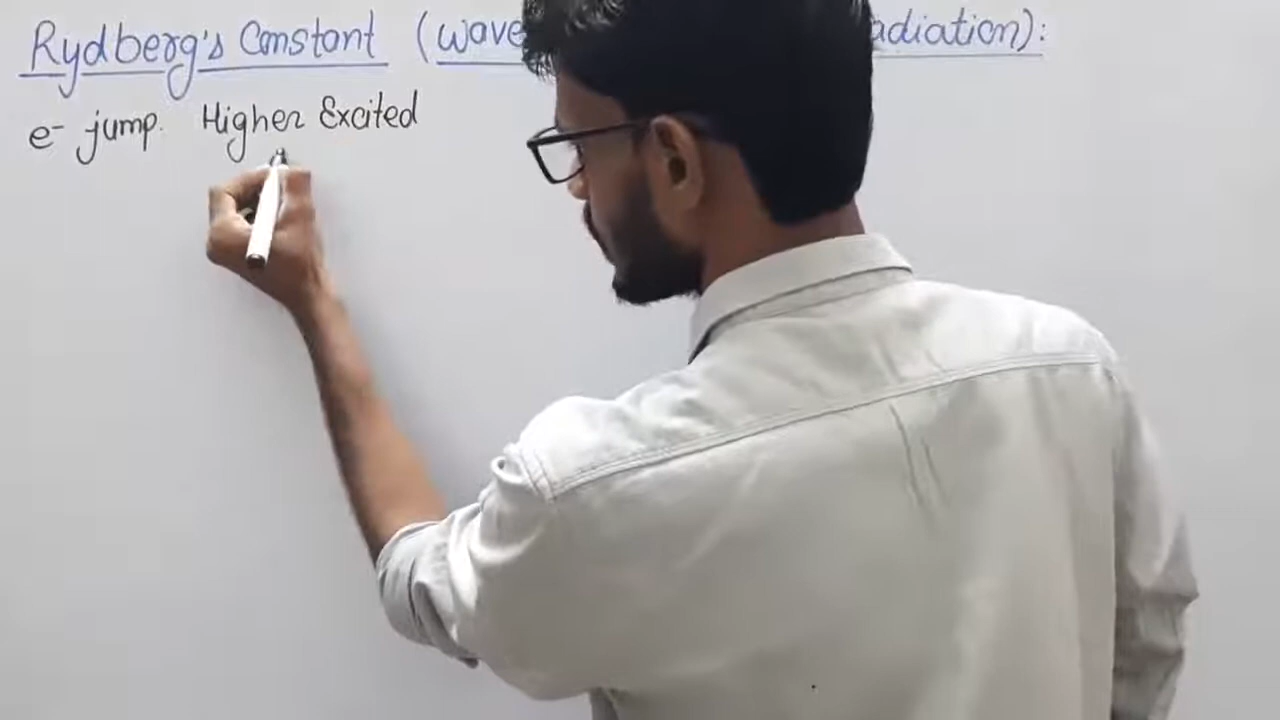 Rydberg's Constant (wave adiation):
e- jump. Higher Excited